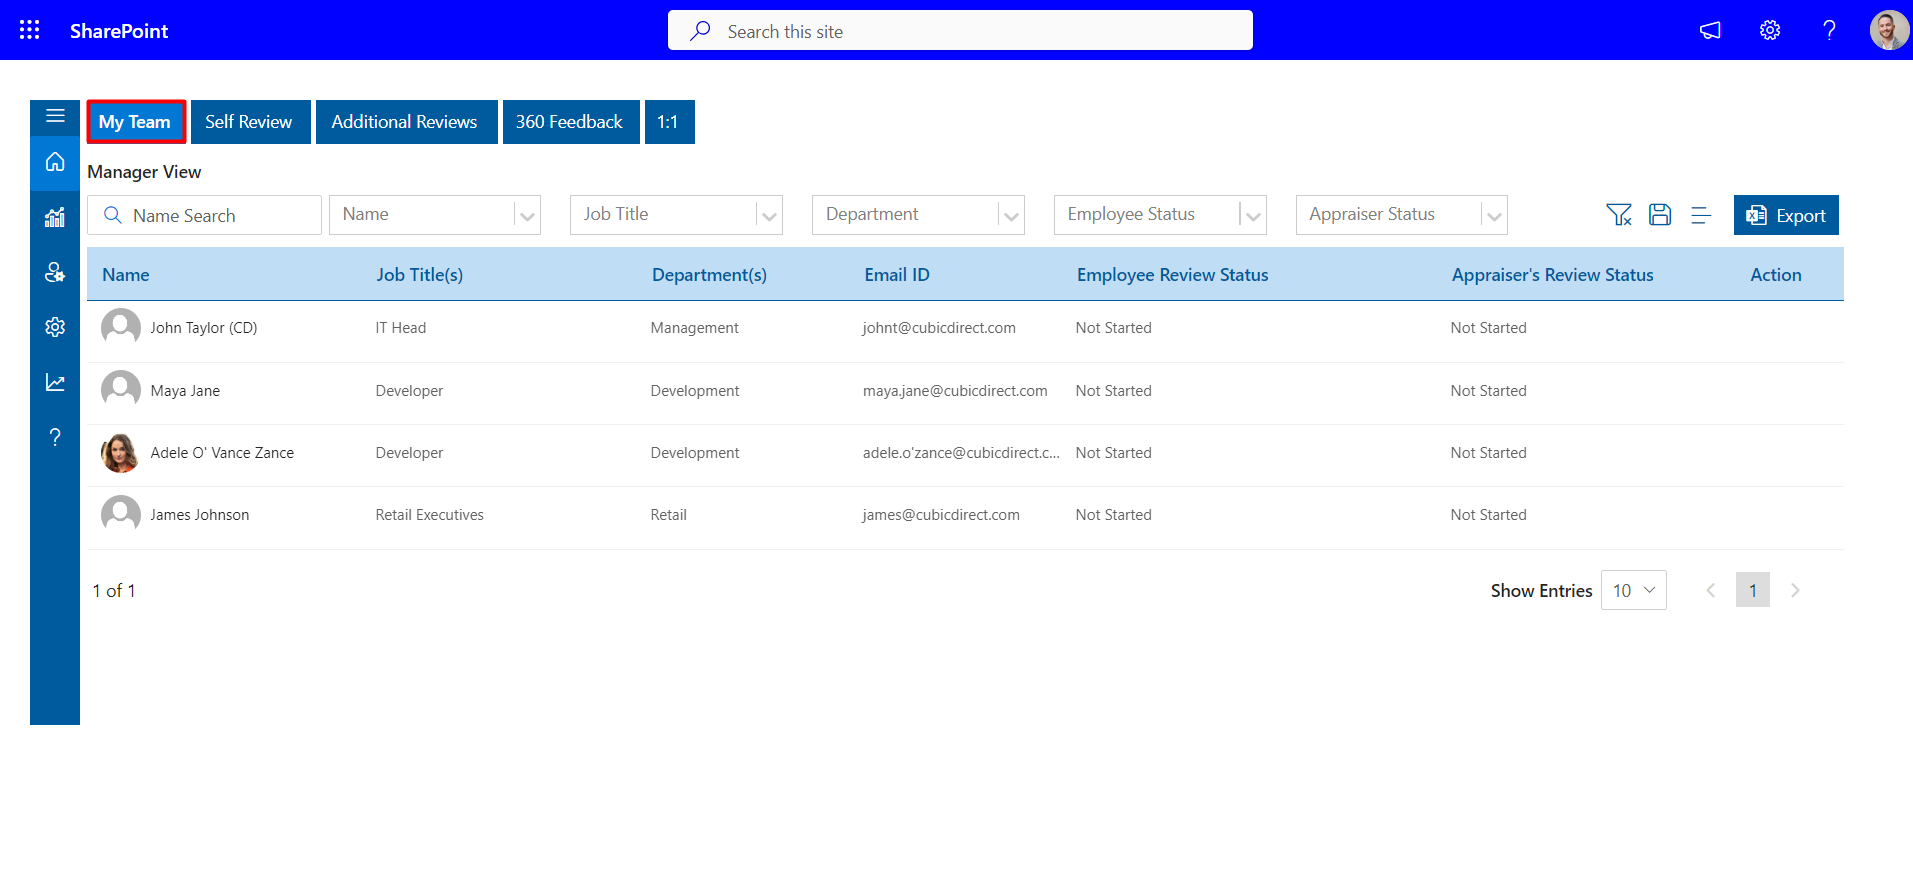 SharePoint
Search this site
My Team Self Review Additional Reviews 360 Feedback 1:1
Manager View
Name Search Name Job Title Department Employee Status Appraiser Status Export
Name Job Title(s) Department(s) Email ID Employee Review Status Appraiser's Review Status Action
John Taylor (CD) IT Head Management johnt@cubicdirect.com Not Started Not Started
Maya Jane Developer Development maya.jane@cubicdirect.com Not Started Not Started
Adele O' Vance Zance Developer Development adele.o'zance@cubicdirect.c... Not Started Not Started
James Johnson Retail Executives Retail james@cubicdirect.com Not Started Not Started
1 of 1 Show Entries 10 1